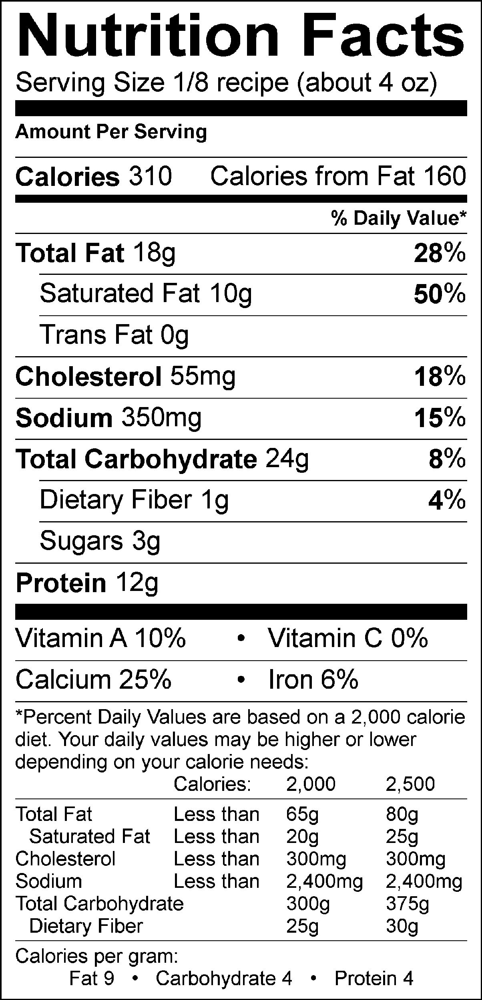 Nutrition Facts
Serving Size 1/8 recipe (about 4 oz)
Amount Per Serving
Calories 310 Calories from Fat 160
% Daily Value*
Total Fat 18g 28%
Saturated Fat 10g 50%
Trans Fat 0g
Cholesterol 55mg 18%
Sodium 350mg 15%
Total Carbohydrate 24g 8%
Dietary Fiber 1g 4%
Sugars 3g
Protein 12g
Vitamin A 10% • Vitamin C 0%
Calcium 25% • Iron 6%
*Percent Daily Values are based on a 2,000 calorie
diet. Your daily values may be higher or lower
depending on your calorie needs:
Calories: 2,000 2,500
Total Fat Less than 65g 80g
Saturated Fat Less than 20g 25g
Cholesterol Less than 300mg 300mg
Sodium Less than 2,400mg 2,400mg
Total Carbohydrate 300g 375g
Dietary Fiber 25g 30g
Calories per gram:
Fat 9 • Carbohydrate 4 • Protein 4